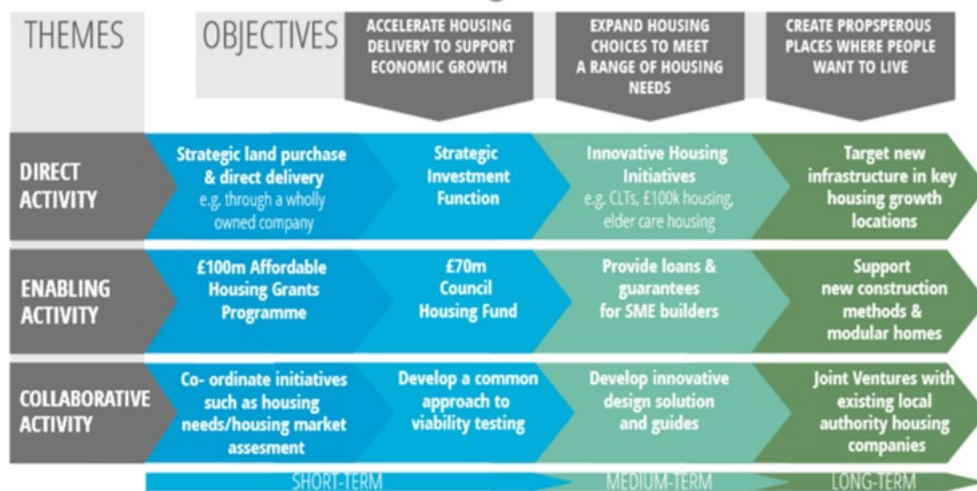 THEMES
OBJECTIVES
ACCELERATE HOUSING
DELIVERY TO SUPPORT
ECONOMIC GROWTH
EXPAND HOUSING
CHOICES TO MEET
A RANGE OF HOUSING
NEEDS
CREATE PROPSPEROUS
PLACES WHERE PEOPLE
WANT TO LIVE
DIRECT
ACTIVITY
Strategic land purchase
& direct delivery
e.g. through a wholly
owned company
Strategic
Investment
Function
Innovative Housing
Initiatives
e.g. CLTs, £100k housing,
elder care housing
Target new
infrastructure in key
housing growth
locations
ENABLING
ACTIVITY
£100m Affordable
Housing Grants
Programme
£70m
Council
Housing Fund
Provide loans &
guarantees
for SME builders
Support
new construction
methods &
modular homes
COLLABORATIVE
ACTIVITY
Co- ordinate initiatives
such as housing
needs/housing market
assesment
Develop a common
approach to
viability testing
Develop innovative
design solution
and guides
Joint Ventures with
existing local
authority housing
companies
SHORT-TERM
MEDIUM-TERM
LONG-TERM